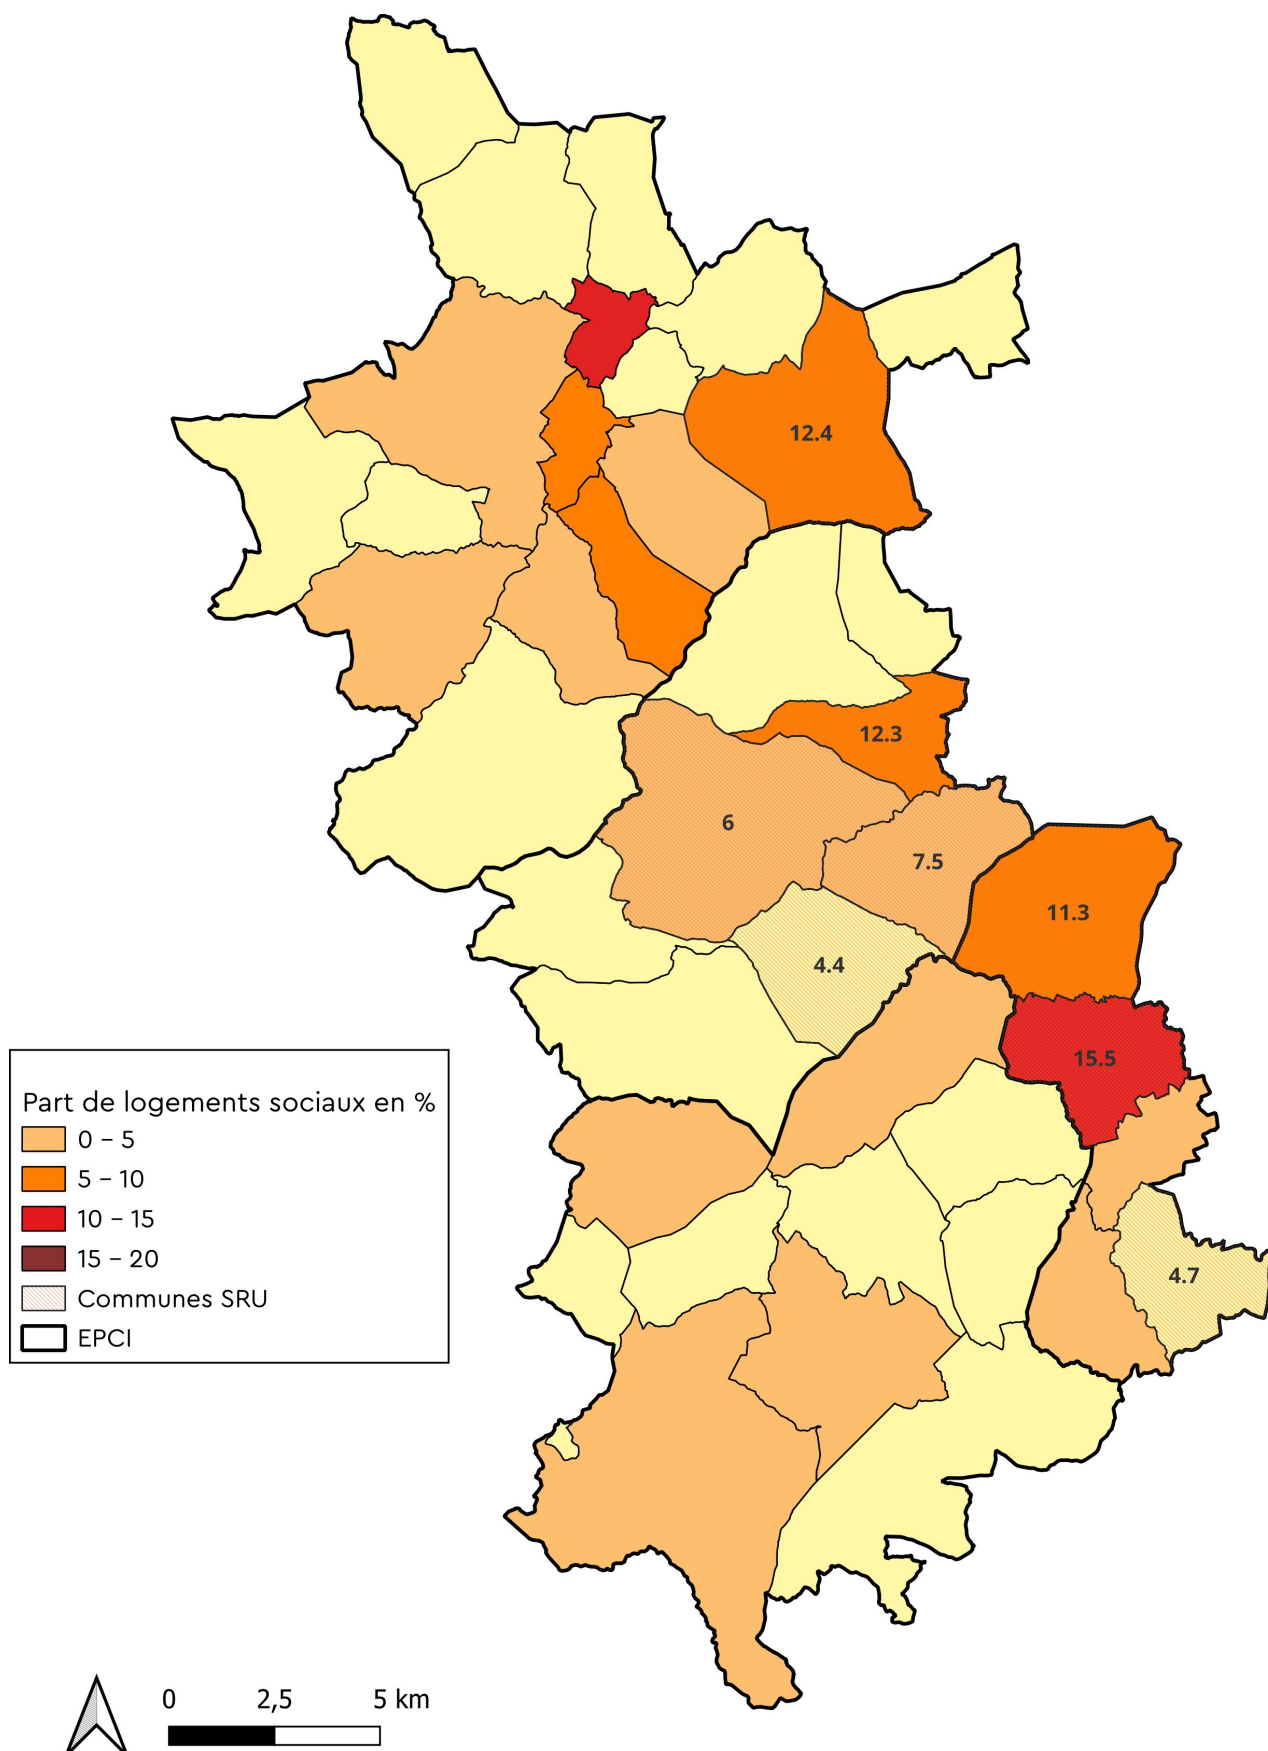 12.4
12.3
6
7.5
11.3
4.4
15.5
4.7
Part de logements sociaux en %
0 – 5
5 – 10
10 – 15
15 – 20
Communes SRU
EPCI
0 2,5 5 km